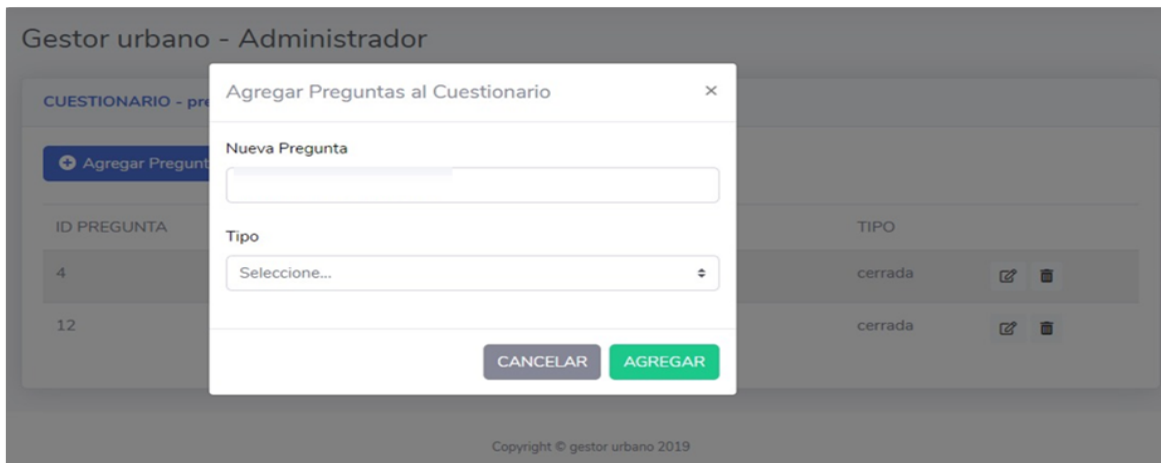 Gestor urbano - Administrador
CUESTIONARIO - pre
Agregar Pregunt
Agregar Preguntas al Cuestionario
×
Nueva Pregunta
Tipo
Seleccione...
CANCELAR
AGREGAR
ID PREGUNTA
TIPO
4
cerrada
12
cerrada
Copyright © gestor urbano 2019